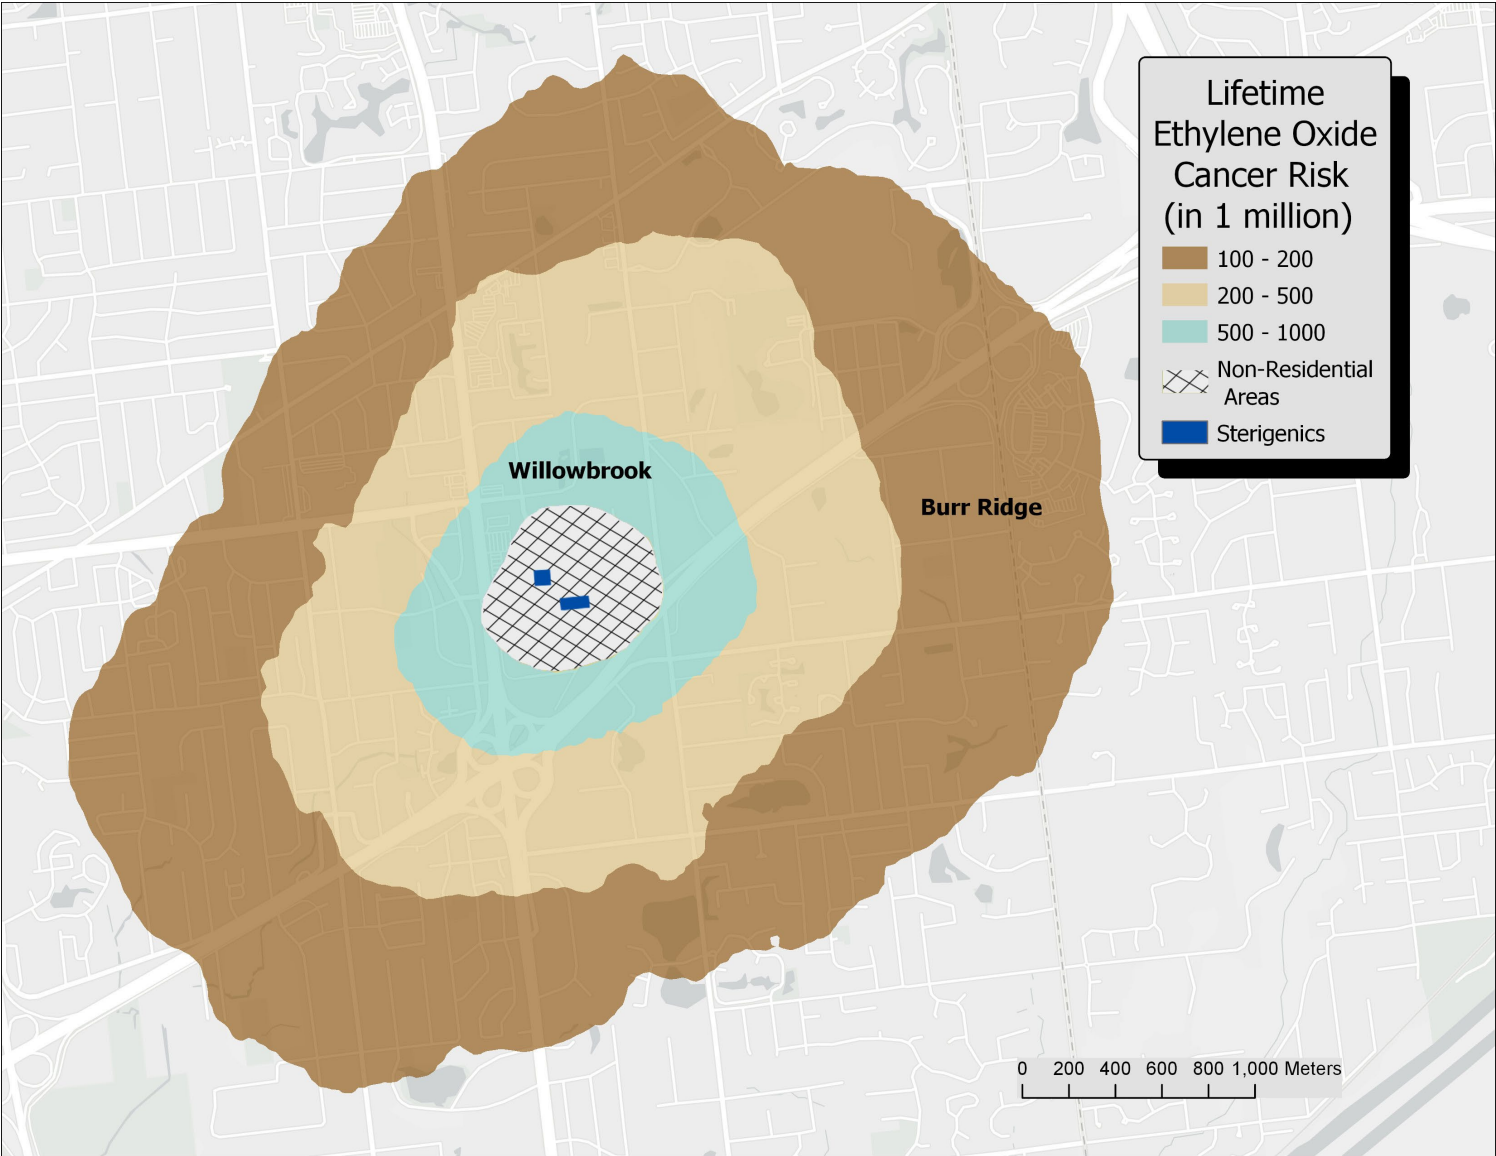 Lifetime
Ethylene Oxide
Cancer Risk
(in 1 million)
100 - 200
200 - 500
500 - 1000
Non-Residential
Areas
Sterigenics
Willowbrook
Burr Ridge
0 200 400 600 800 1,000 Meters